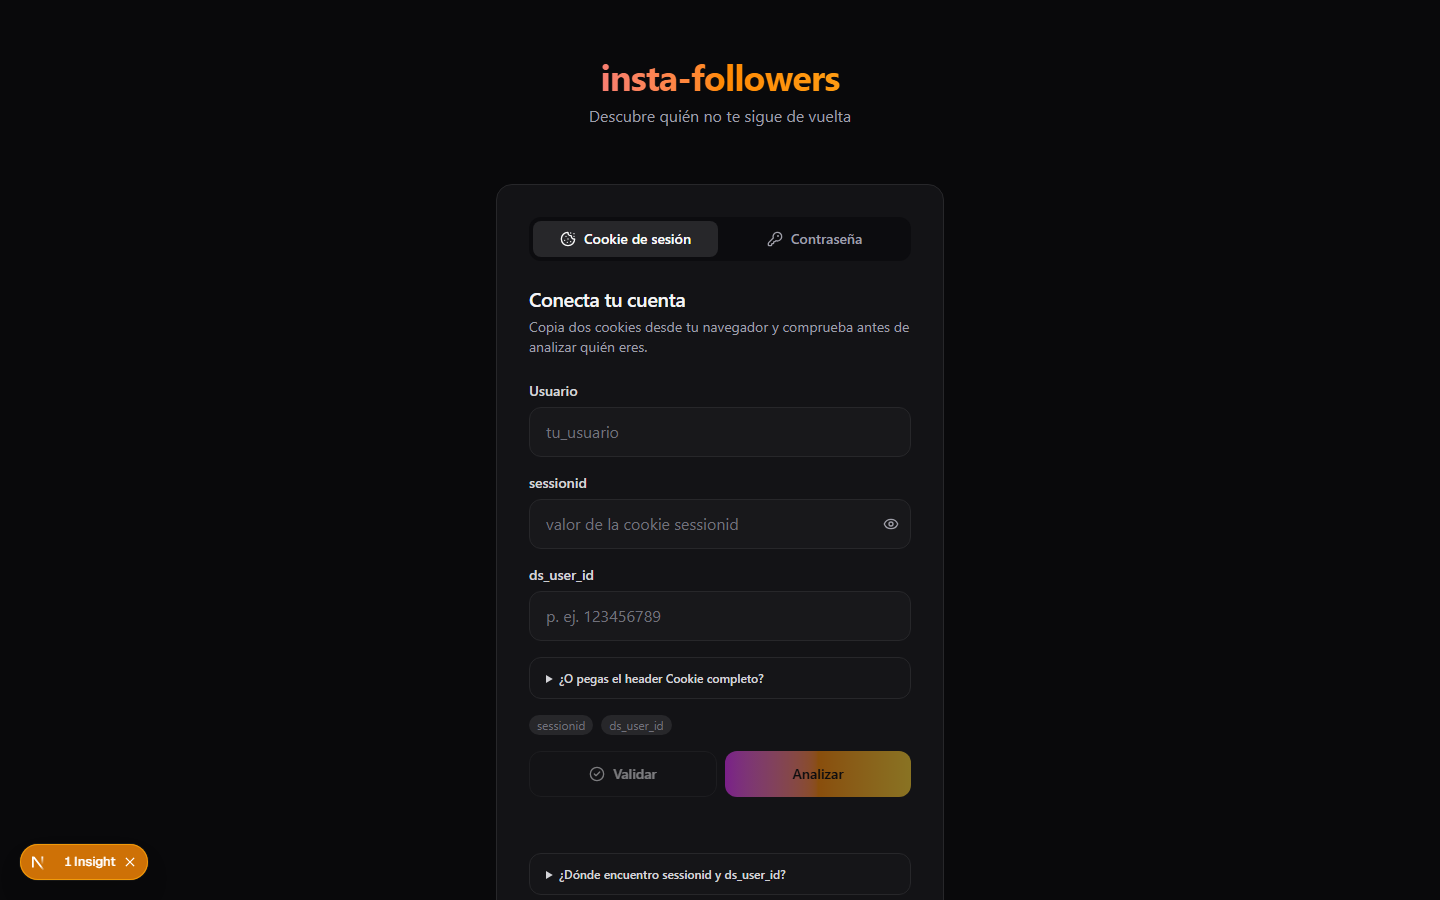 insta-followers
Descubre quién no te sigue de vuelta
Cookie de sesión
Contraseña
Conecta tu cuenta
Copia dos cookies desde tu navegador y comprueba antes de
analizar quién eres.
Usuario
tu_usuario
sessionid
valor de la cookie sessionid
ds_user_id
p. ej. 123456789
¿O pegas el header Cookie completo?
sessionid ds_user_id
Validar
Analizar
1 Insight
¿Dónde encuentro sessionid y ds_user_id?